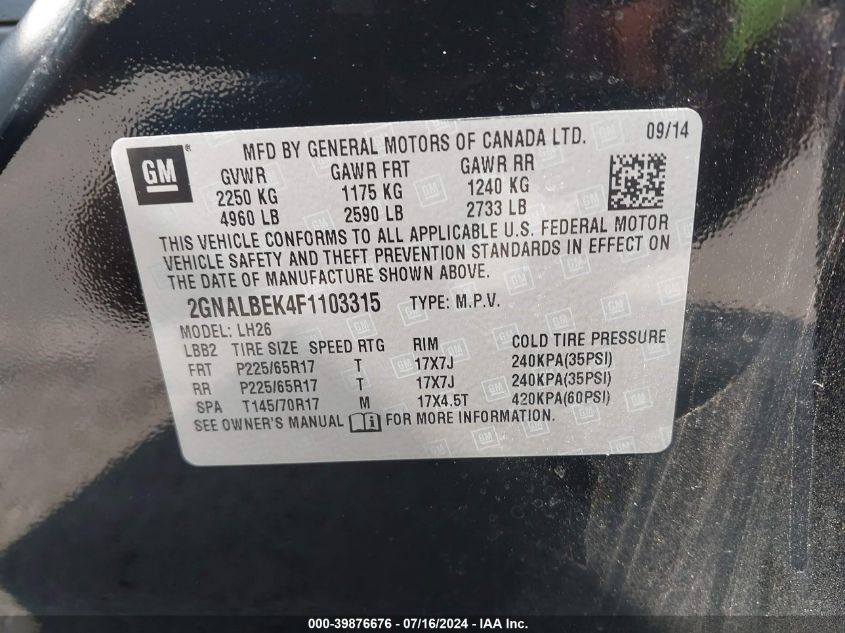 GM ®
MFD BY GENERAL MOTORS OF CANADA LTD. 09/14
GVWR GAWR FRT GAWR RR
2250 KG 1175 KG 1240 KG
4960 LB 2590 LB 2733 LB
THIS VEHICLE CONFORMS TO ALL APPLICABLE U.S. FEDERAL MOTOR
VEHICLE SAFETY AND THEFT PREVENTION STANDARDS IN EFFECT ON
THE DATE OF MANUFACTURE SHOWN ABOVE.
2GNALBEK4F1103315 TYPE: M.P.V.
MODEL: LH26
LBB2 TIRE SIZE SPEED RTG RIM COLD TIRE PRESSURE
FRT P225/65R17 T 17X7J 240KPA(35PSI)
RR P225/65R17 T 17X7J 240KPA(35PSI)
SPA T145/70R17 M 17X4.5T 420KPA(60PSI)
SEE OWNER'S MANUAL i FOR MORE INFORMATION.
000-39876676 / 07/16/2024 - IAA Inc.